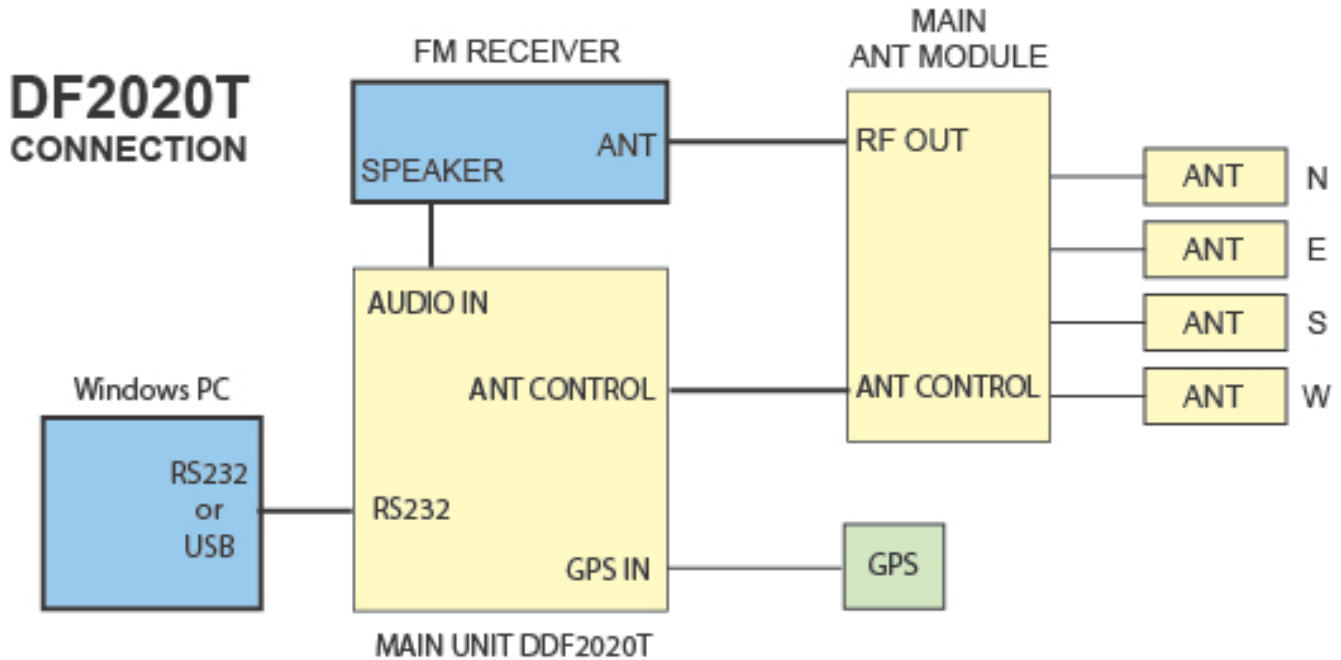 DF2020T
CONNECTION
FM RECEIVER
ANT
SPEAKER
MAIN
ANT MODULE
RF OUT
ANT CONTROL
ANT N
ANT E
ANT S
ANT W
AUDIO IN
ANT CONTROL
RS232
GPS IN
MAIN UNIT DDF2020T
Windows PC
RS232
or
USB
GPS